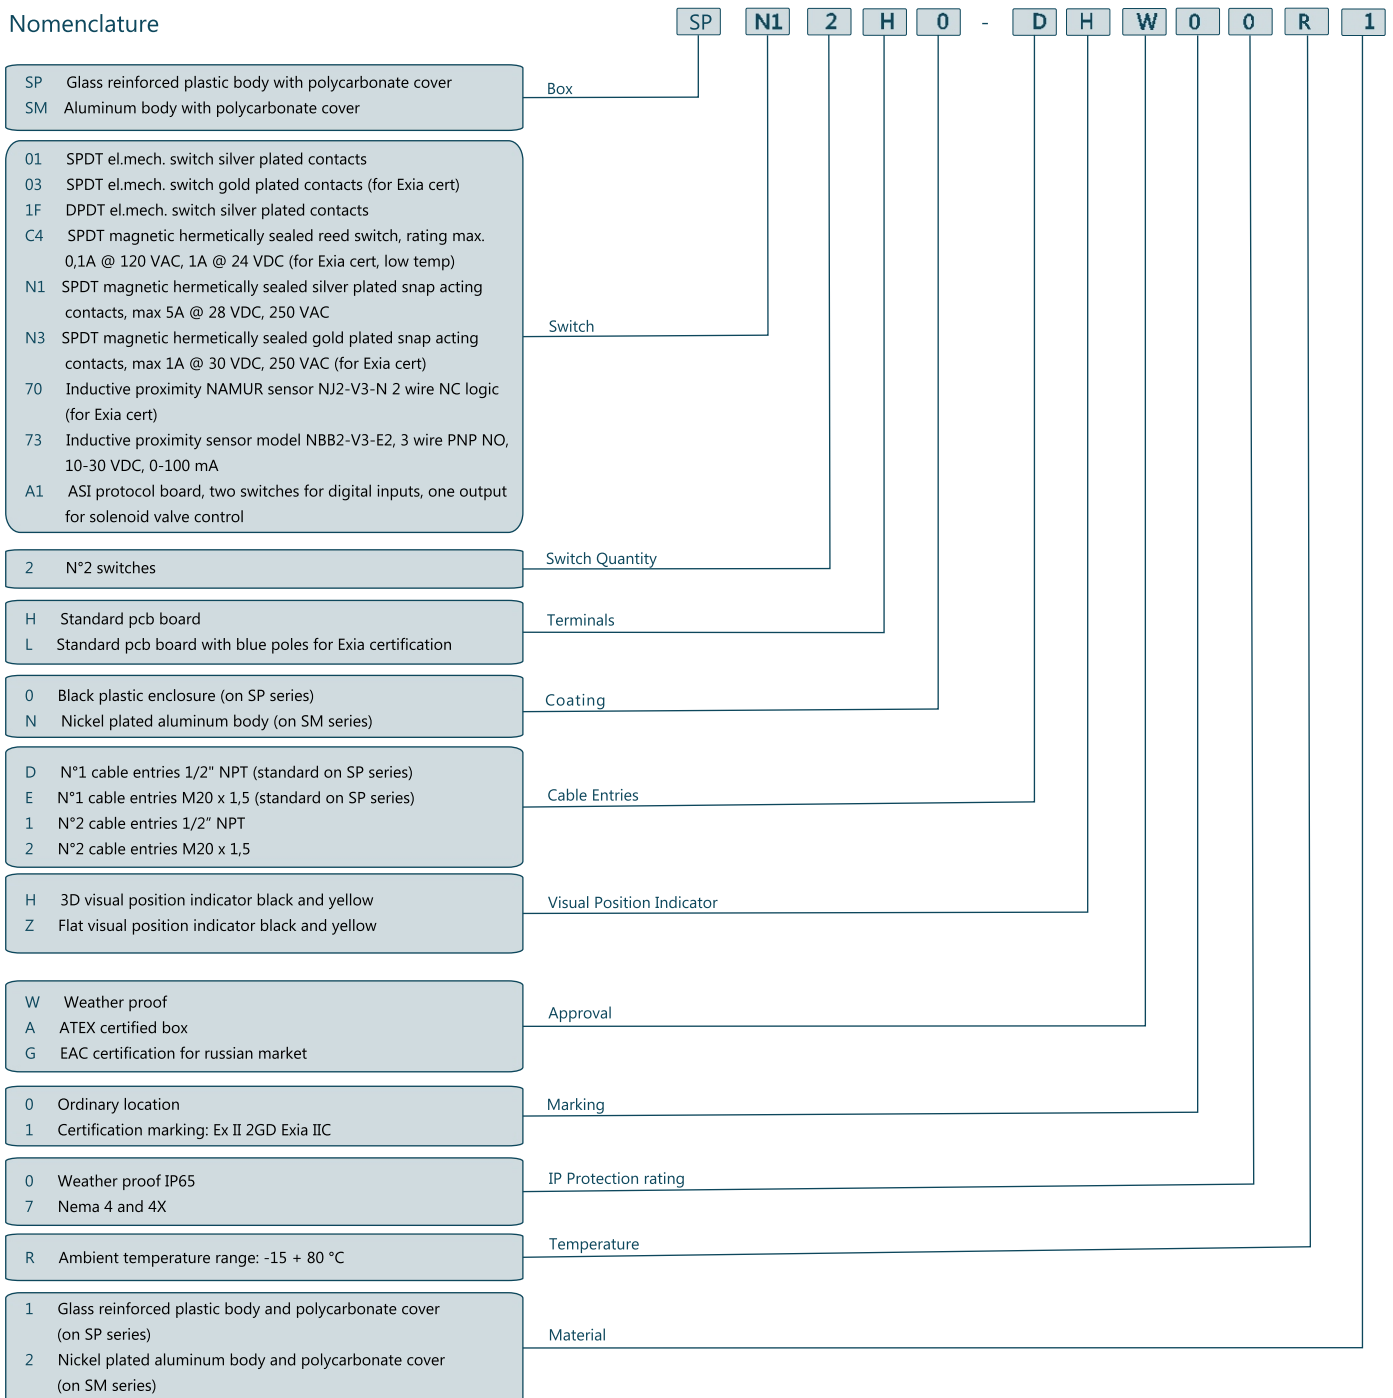 Nomenclature
SP N1 2 H 0 - D H W 0 0 R 1
SP Glass reinforced plastic body with polycarbonate cover
SM Aluminum body with polycarbonate cover
Box
01 SPDT el.mech. switch silver plated contacts
03 SPDT el.mech. switch gold plated contacts (for Exia cert)
1F DPDT el.mech. switch silver plated contacts
C4 SPDT magnetic hermetically sealed reed switch, rating max.
0,1A @ 120 VAC, 1A @ 24 VDC (for Exia cert, low temp)
N1 SPDT magnetic hermetically sealed silver plated snap acting
contacts, max 5A @ 28 VDC, 250 VAC
N3 SPDT magnetic hermetically sealed gold plated snap acting
contacts, max 1A @ 30 VDC, 250 VAC (for Exia cert)
70 Inductive proximity NAMUR sensor NJ2-V3-N 2 wire NC logic
(for Exia cert)
73 Inductive proximity sensor model NBB2-V3-E2, 3 wire PNP NO,
10-30 VDC, 0-100 mA
A1 ASI protocol board, two switches for digital inputs, one output
for solenoid valve control
Switch
2 N°2 switches
Switch Quantity
H Standard pcb board
L Standard pcb board with blue poles for Exia certification
Terminals
0 Black plastic enclosure (on SP series)
N Nickel plated aluminum body (on SM series)
Coating
D N°1 cable entries 1/2" NPT (standard on SP series)
E N°1 cable entries M20 x 1,5 (standard on SP series)
1 N°2 cable entries 1/2” NPT
2 N°2 cable entries M20 x 1,5
Cable Entries
H 3D visual position indicator black and yellow
Z Flat visual position indicator black and yellow
Visual Position Indicator
W Weather proof
A ATEX certified box
G EAC certification for russian market
Approval
0 Ordinary location
1 Certification marking: Ex II 2GD Exia IIC
Marking
0 Weather proof IP65
7 Nema 4 and 4X
IP Protection rating
R Ambient temperature range: -15 + 80 °C
Temperature
1 Glass reinforced plastic body and polycarbonate cover
(on SP series)
2 Nickel plated aluminum body and polycarbonate cover
(on SM series)
Material